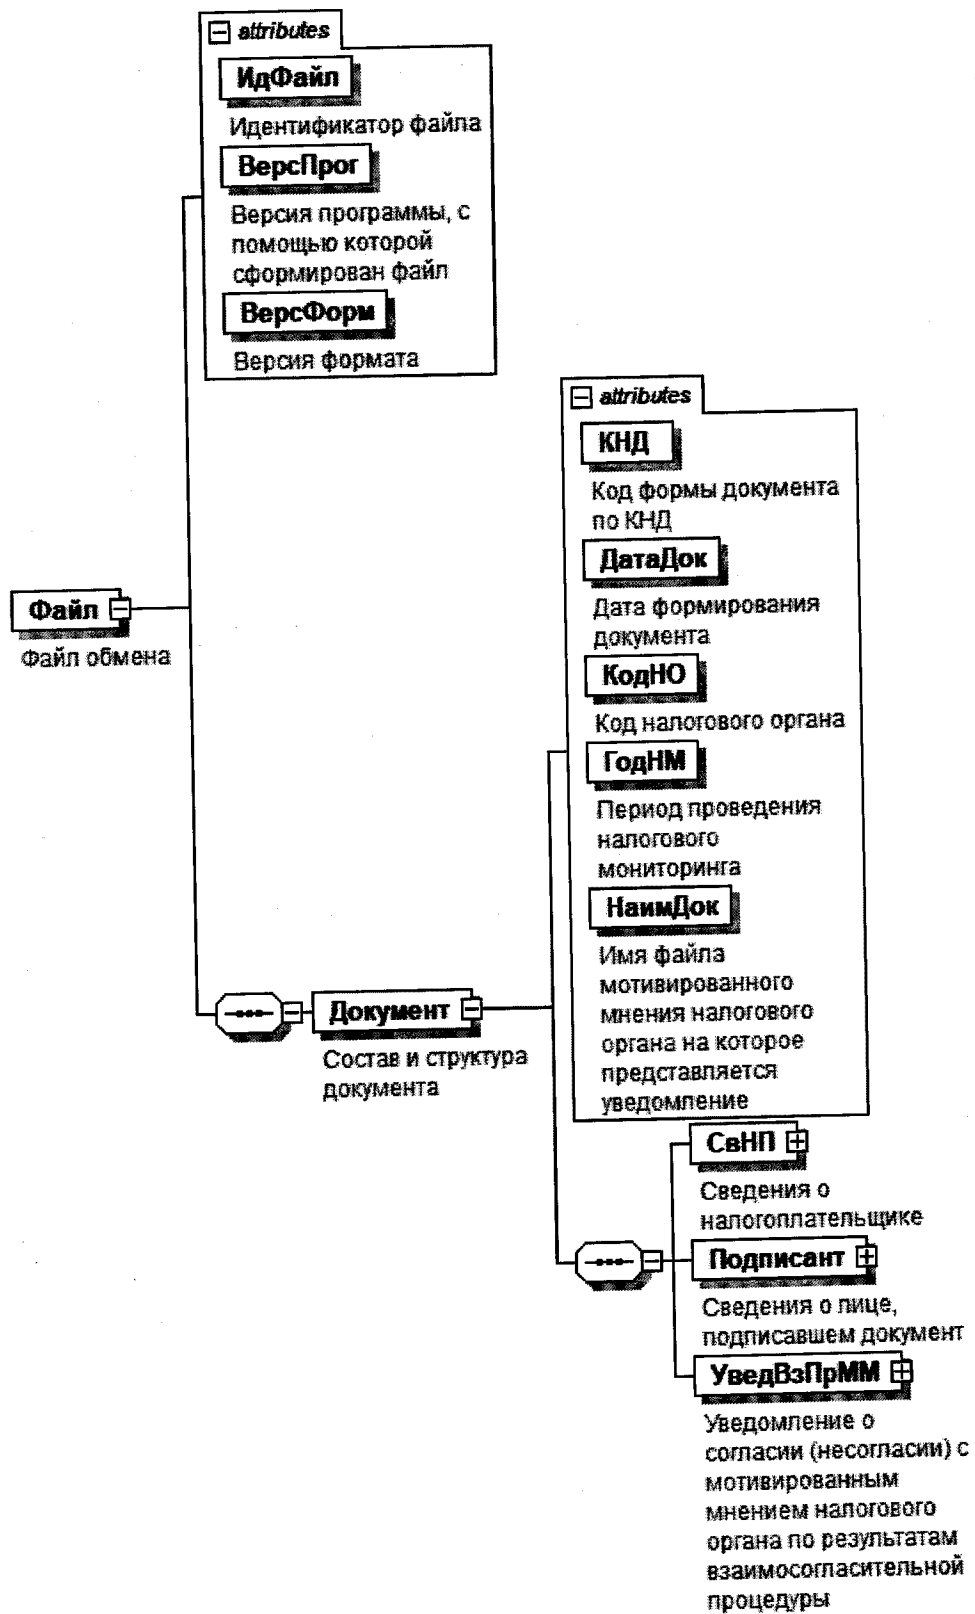 attributes
ИдФайл
Идентификатор файла
ВерсПрог
Версия программы, с
помощью которой
сформирован файл
ВерсФорм
Версия формата
Файл
Файл обмена
Документ
Состав и структура
документа
attributes
КНД
Код формы документа
по КНД
ДатаДок
Дата формирования
документа
КодНО
Код налогового органа
ГодНМ
Период проведения
налогового
мониторинга
НаимДок
Имя файла
мотивированного
мнения налогового
органа на которое
представляется
уведомление
СвНП
Сведения о
налогоплательщике
Подписант
Сведения о лице,
подписавшем документ
УведВзПрММ
Уведомление о
согласии (несогласии) с
мотивированным
мнением налогового
органа по результатам
взаимосогласительной
процедуры